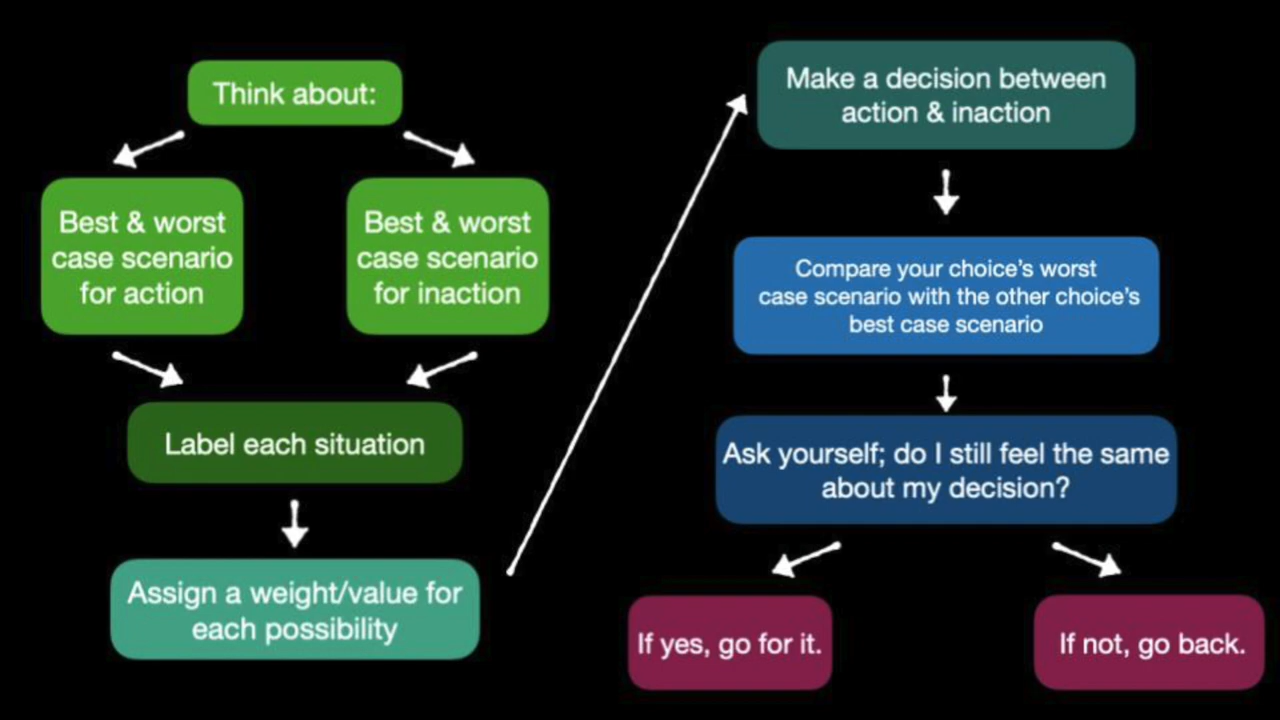 Think about:
Best & worst
case scenario
for action
Best & worst
case scenario
for inaction
Label each situation
Assign a weight/value for
each possibility
Make a decision between
action & inaction
Compare your choice's worst
case scenario with the other choice's
best case scenario
Ask yourself; do I still feel the same
about my decision?
If yes, go for it.
If not, go back.